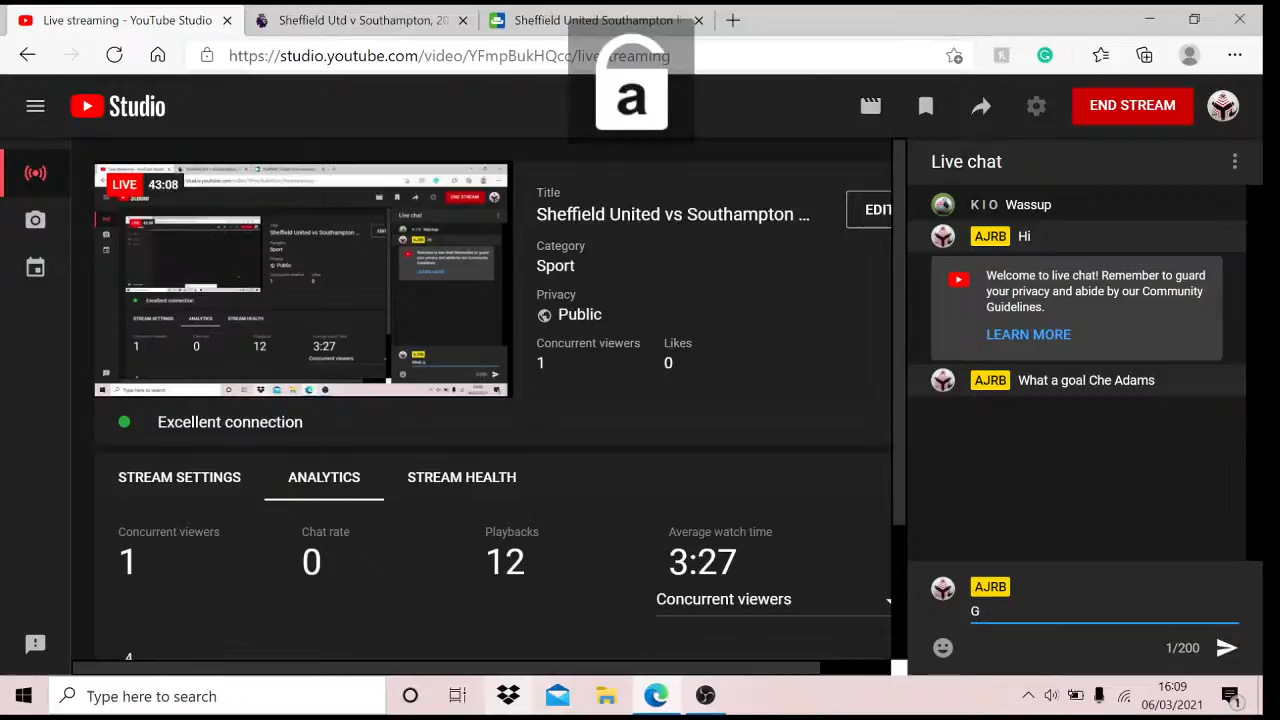 Live streaming - YouTube Studio
Sheffield Utd v Southampton, 20
Sheffield United Southampton li
https://studio.youtube.com/video/YFmpBukHQcc/livestreaming
a
Studio
END STREAM
LIVE 43:08
Title
Sheffield United vs Southampton ...
EDIT
Category
Sport
Privacy
Public
Concurrent viewers
Likes
1
0
Excellent connection
STREAM SETTINGS
ANALYTICS
STREAM HEALTH
Concurrent viewers
Chat rate
Playbacks
Average watch time
1
0
12
3:27
Concurrent viewers
4
Live chat
K I O Wassup
AJRB Hi
Welcome to live chat! Remember to guard
your privacy and abide by our Community
Guidelines.
LEARN MORE
AJRB What a goal Che Adams
AJRB
G
1/200
Type here to search
16:09
06/03/2021
1